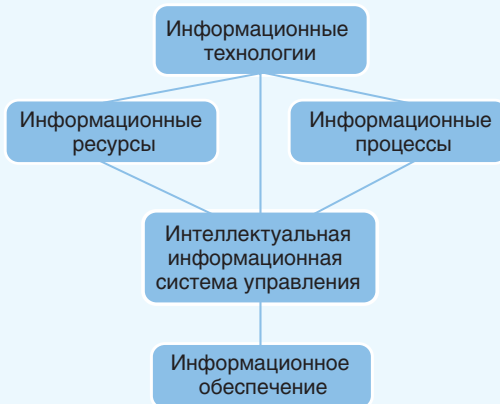 Информационные
технологии
Информационные
ресурсы
Информационные
процессы
Интеллектуальная
информационная
система управления
Информационное
обеспечение